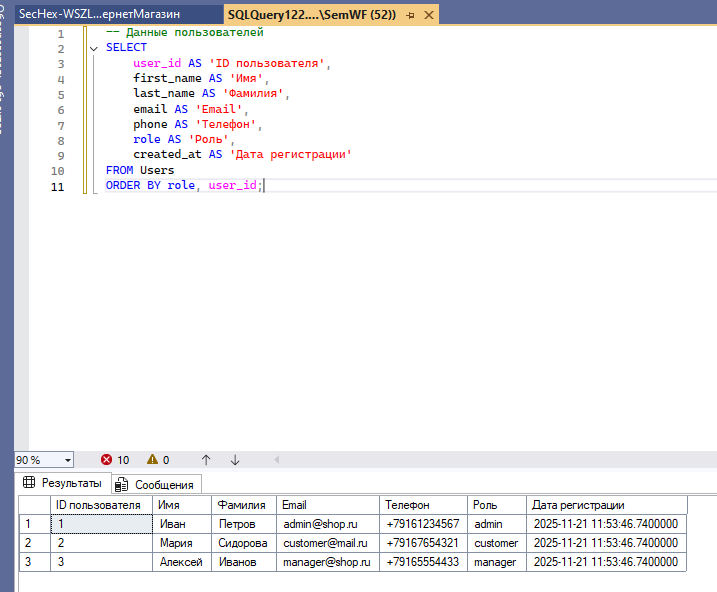 SecHex-WSZL...ернетМагазин
SQLQuery122....\SemWF (52))
1 -- Данные пользователей
2 SELECT
3 user_id AS 'ID пользователя',
4 first_name AS 'Имя',
5 last_name AS 'Фамилия',
6 email AS 'Email',
7 phone AS 'Телефон',
8 role AS 'Роль',
9 created_at AS 'Дата регистрации'
10 FROM Users
11 ORDER BY role, user_id;
90 % 10 0
Результаты Сообщения
ID пользователя Имя Фамилия Email Телефон Роль Дата регистрации
1 1 Иван Петров admin@shop.ru +79161234567 admin 2025-11-21 11:53:46.7400000
2 2 Мария Сидорова customer@mail.ru +79167654321 customer 2025-11-21 11:53:46.7400000
3 3 Алексей Иванов manager@shop.ru +79165554433 manager 2025-11-21 11:53:46.7400000